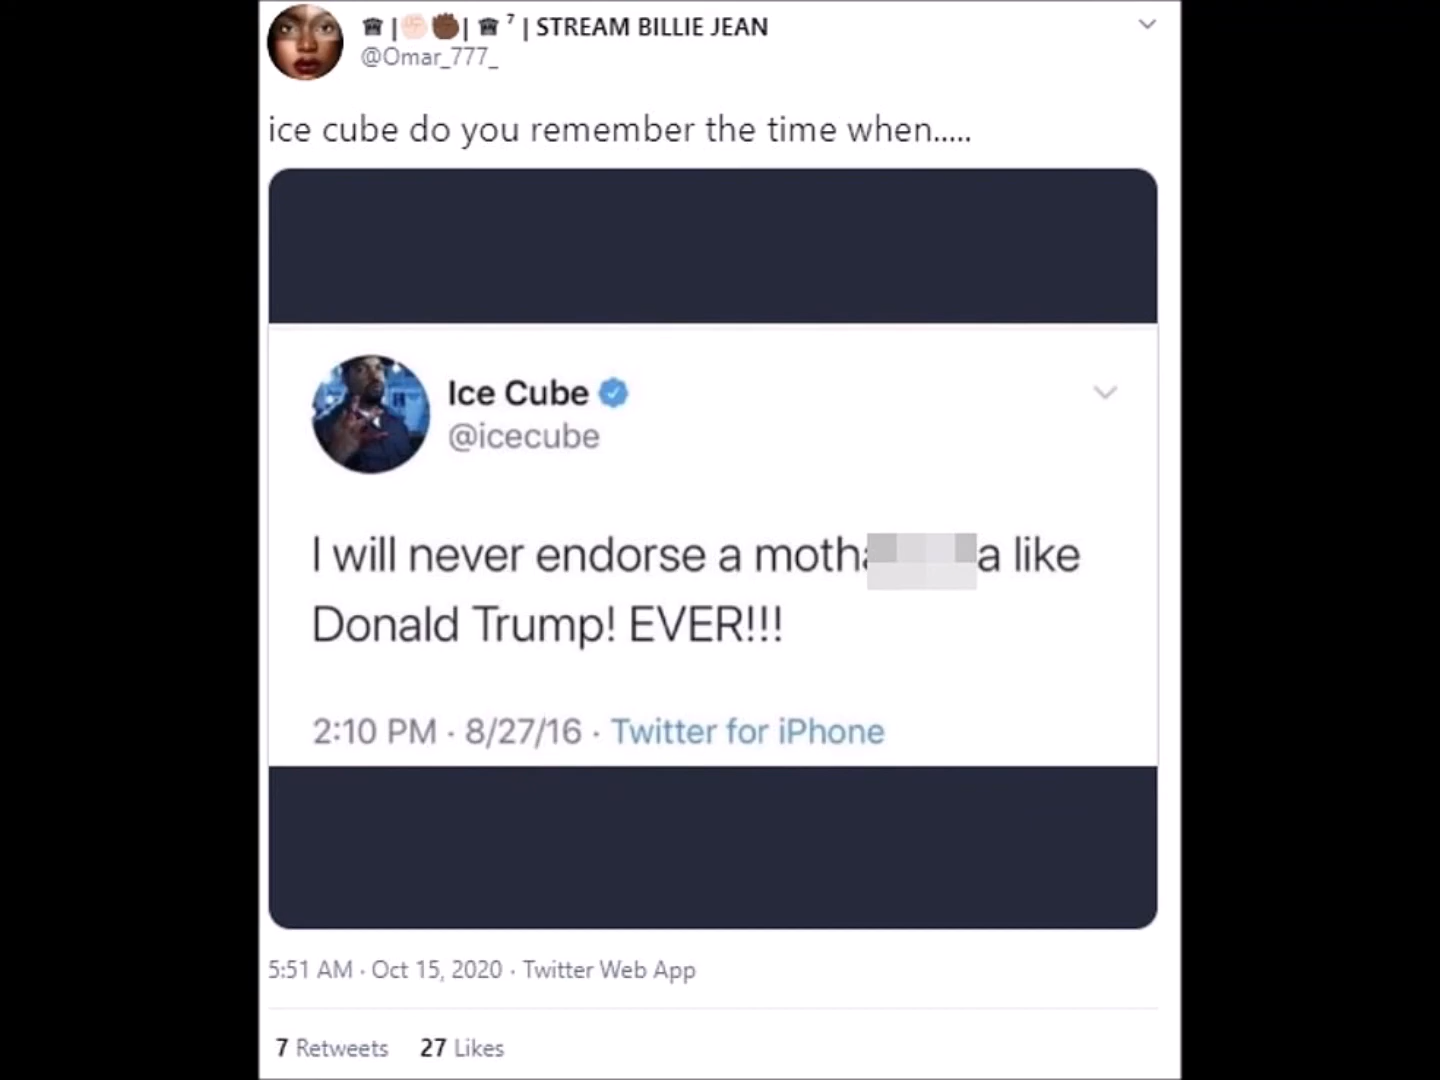 ☎ |✊🏻✊🏿| ☎ ⁷ | STREAM BILLIE JEAN
@Omar_777_
ice cube do you remember the time when.....
Ice Cube
@icecube
I will never endorse a motha a like
Donald Trump! EVER!!!
2:10 PM · 8/27/16 · Twitter for iPhone
5:51 AM · Oct 15, 2020 · Twitter Web App
7 Retweets 27 Likes